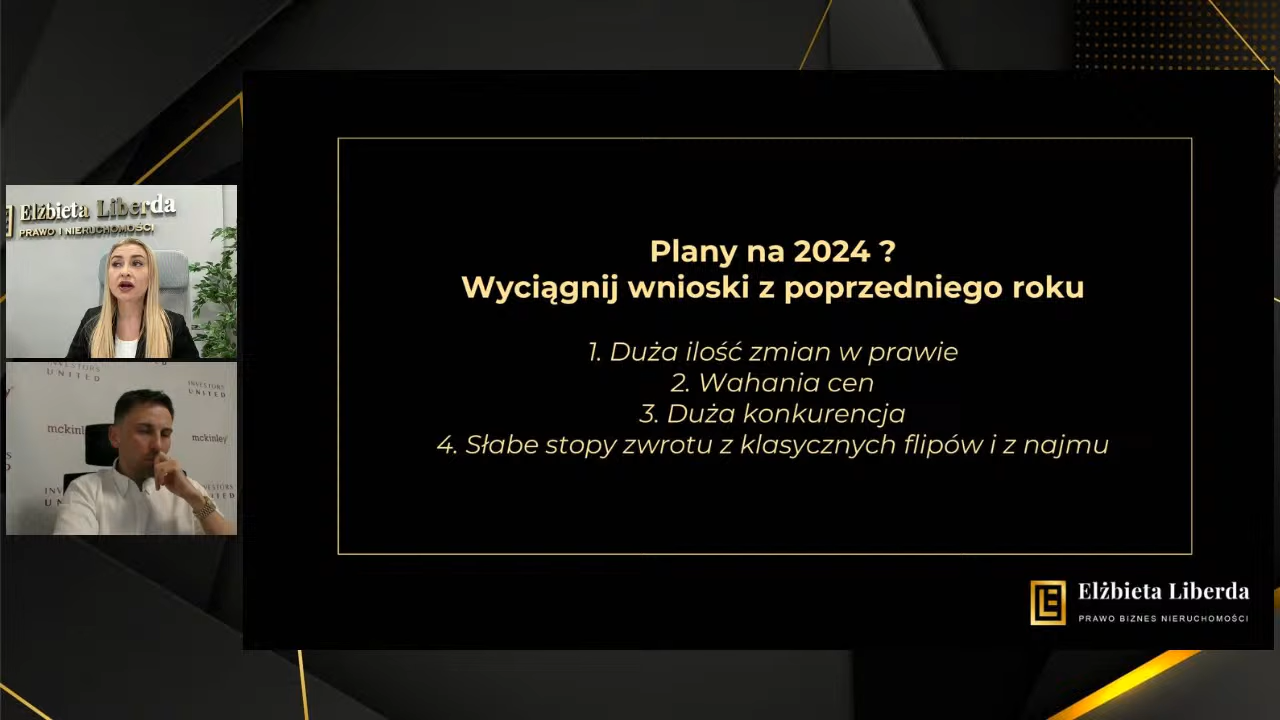 Elżbieta Liberda
PRAWO I NIERUCHOMOŚCI
INVESTORS
UNITED
INVESTORS
UNITED
mckinley
mckinley
Plany na 2024 ?
Wyciągnij wnioski z poprzedniego roku
1. Duża ilość zmian w prawie
2. Wahania cen
3. Duża konkurencja
4. Słabe stopy zwrotu z klasycznych flipów i z najmu
Elżbieta Liberda
PRAWO BIZNES NIERUCHOMOŚCI